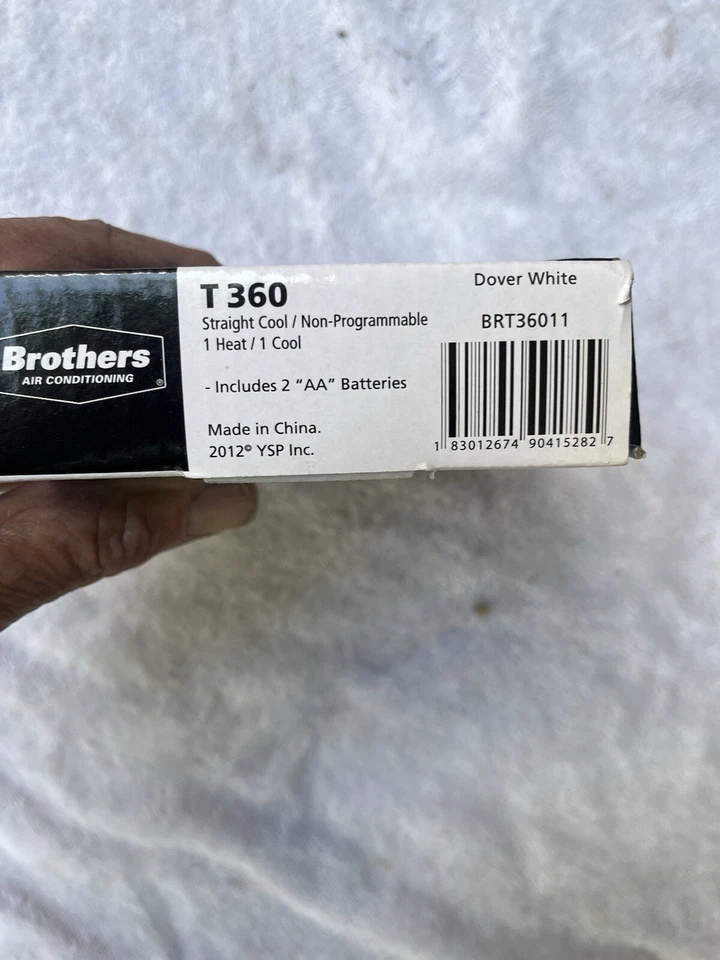 Brothers
AIR CONDITIONING ®
T 360
Straight Cool / Non-Programmable
1 Heat / 1 Cool
- Includes 2 “AA” Batteries
Made in China.
2012© YSP Inc.
Dover White
BRT36011
1 83012674 90415282 7